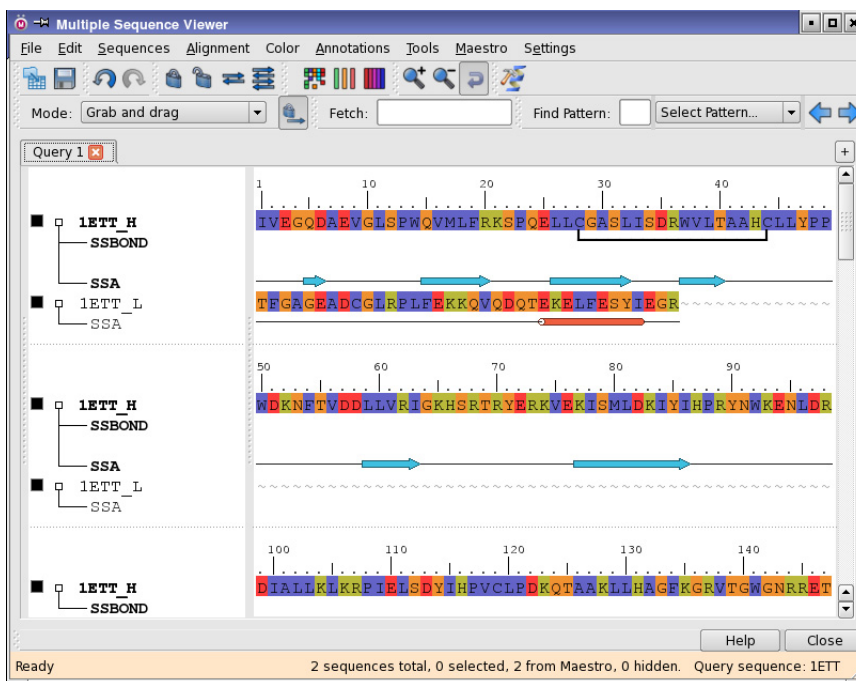 Multiple Sequence Viewer
File Edit Sequences Alignment Color Annotations Tools Maestro Settings
Mode: Grab and drag Fetch: Find Pattern: Select Pattern...
Query 1
1 10 20 30 40
1ETT_H IVEGQDAEVGLSPWQVMLFRKSPQELLCGASLISDRWVLTAAHCLLYPP
SSBOND
SSA
1ETT_L TFGAGEADCGLRPLFEKKQVQDQTEKELFESYIEGR~~~~~~~~~~~~~
SSA
50 60 70 80 90
1ETT_H WDKNFTVDDLLVRIGKHSRTRYERKVEKISMLDKIYIHPRYNWKENLDR
SSBOND
SSA
1ETT_L ~~~~~~~~~~~~~~~~~~~~~~~~~~~~~~~~~~~~~~~~~~~~~~~~~
SSA
100 110 120 130 140
1ETT_H DIALLKLKRPIELSDYIHPVCLPDKQTAAKLLHAGFKGRVTGWGNRRET
SSBOND
Help Close
Ready 2 sequences total, 0 selected, 2 from Maestro, 0 hidden. Query sequence: 1ETT